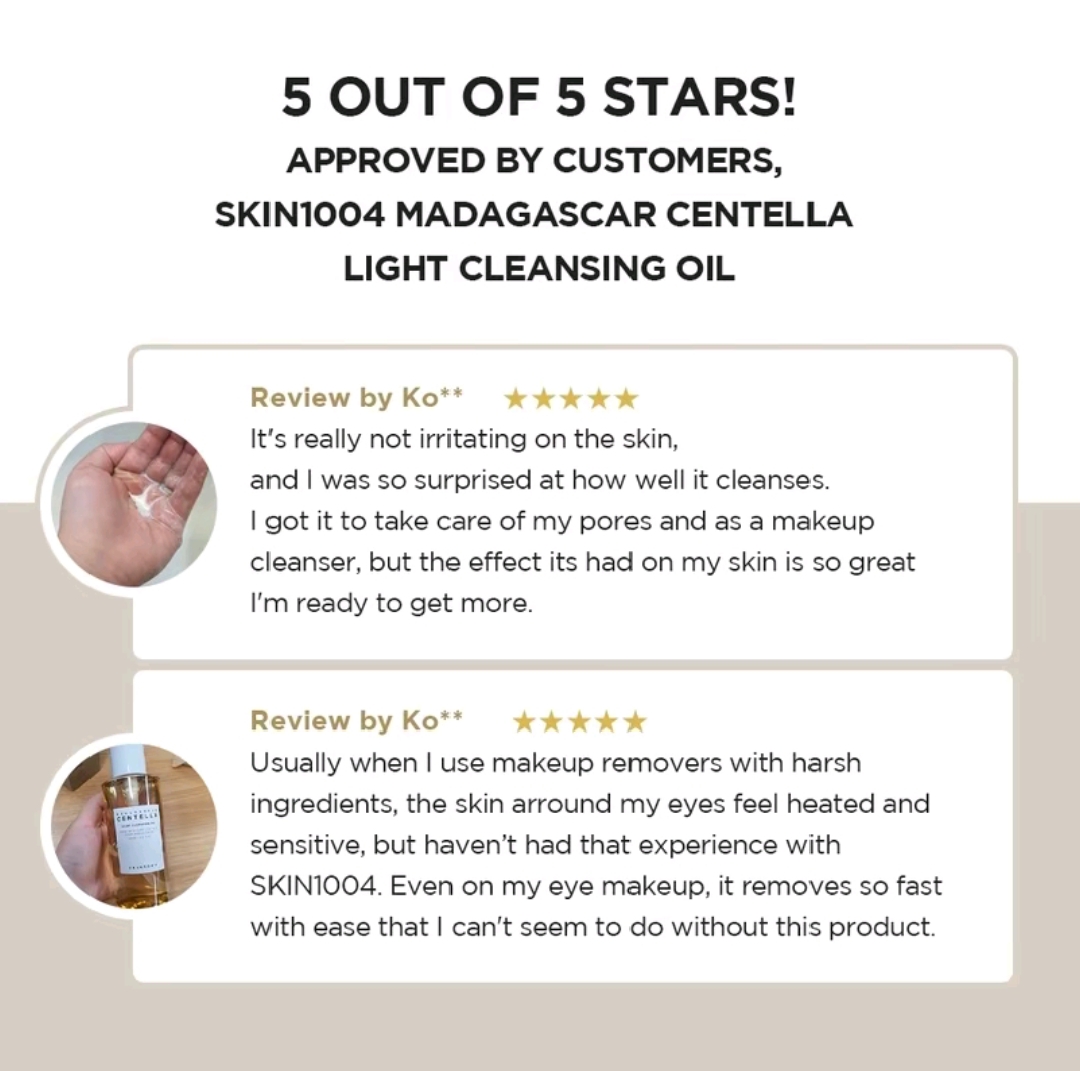 5 OUT OF 5 STARS!
APPROVED BY CUSTOMERS,
SKIN1004 MADAGASCAR CENTELLA
LIGHT CLEANSING OIL
Review by Ko** ★★★★★
It's really not irritating on the skin,
and I was so surprised at how well it cleanses.
I got it to take care of my pores and as a makeup
cleanser, but the effect its had on my skin is so great
I'm ready to get more.
Review by Ko** ★★★★★
Usually when I use makeup removers with harsh
ingredients, the skin arround my eyes feel heated and
sensitive, but haven’t had that experience with
SKIN1004. Even on my eye makeup, it removes so fast
with ease that I can't seem to do without this product.
CENTELLA